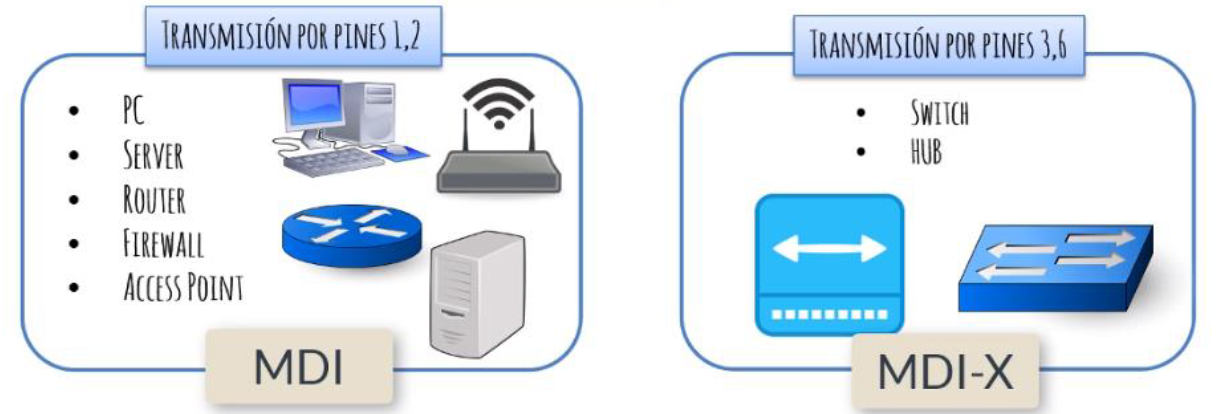 Transmisión por pines 1,2
• PC
• Server
• Router
• Firewall
• Access Point
MDI
Transmisión por pines 3,6
• Switch
• HUB
MDI-X